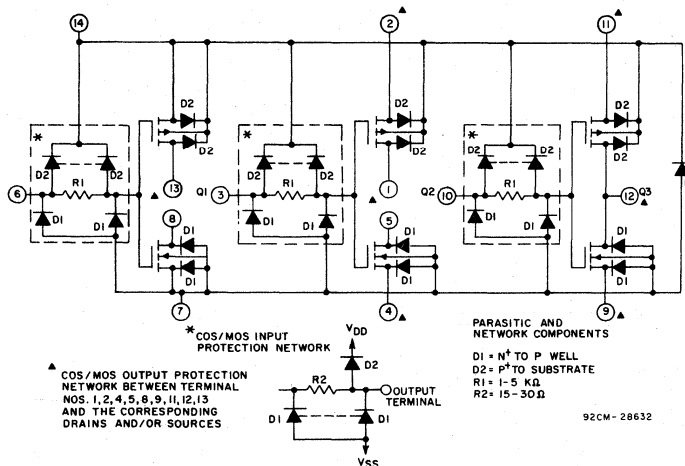 14
2 ▲
11 ▲
D2
D2
D2
D2
D2
D2
*
*
*
D2
D2
D2
D2
D2
D2
6
R1
13
Q1
3
R1
1
Q2
10
R1
12
Q3
▲
▲
▲
D1
D1
8
D1
D1
5
D1
D1
D1
D1
D1
D1
D1
D1
7
4 ▲
9 ▲
* COS/MOS INPUT
PROTECTION NETWORK
▲ COS/MOS OUTPUT PROTECTION
NETWORK BETWEEN TERMINAL
NOS. 1,2,4,5,8,9,11,12,13
AND THE CORRESPONDING
DRAINS AND/OR SOURCES
VDD
D2
R2
OUTPUT
TERMINAL
D1
D1
VSS
PARASITIC AND
NETWORK COMPONENTS
D1 = N+ TO P WELL
D2 = P+ TO SUBSTRATE
R1 = 1-5 KΩ
R2 = 15-30Ω
92CM-28632